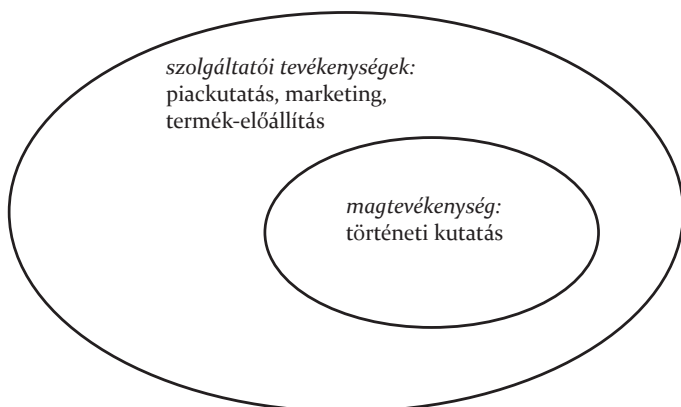 szolgáltatói tevékenységek:
piackutatás, marketing,
termék-előállítás
magtevékenység:
történeti kutatás